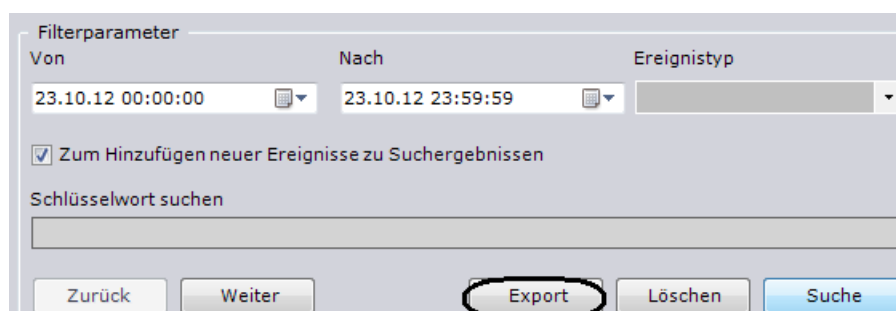 Filterparameter
Von Nach Ereignistyp
23.10.12 00:00:00 23.10.12 23:59:59
Zum Hinzufügen neuer Ereignisse zu Suchergebnissen
Schlüsselwort suchen
Zurück Weiter Export Löschen Suche